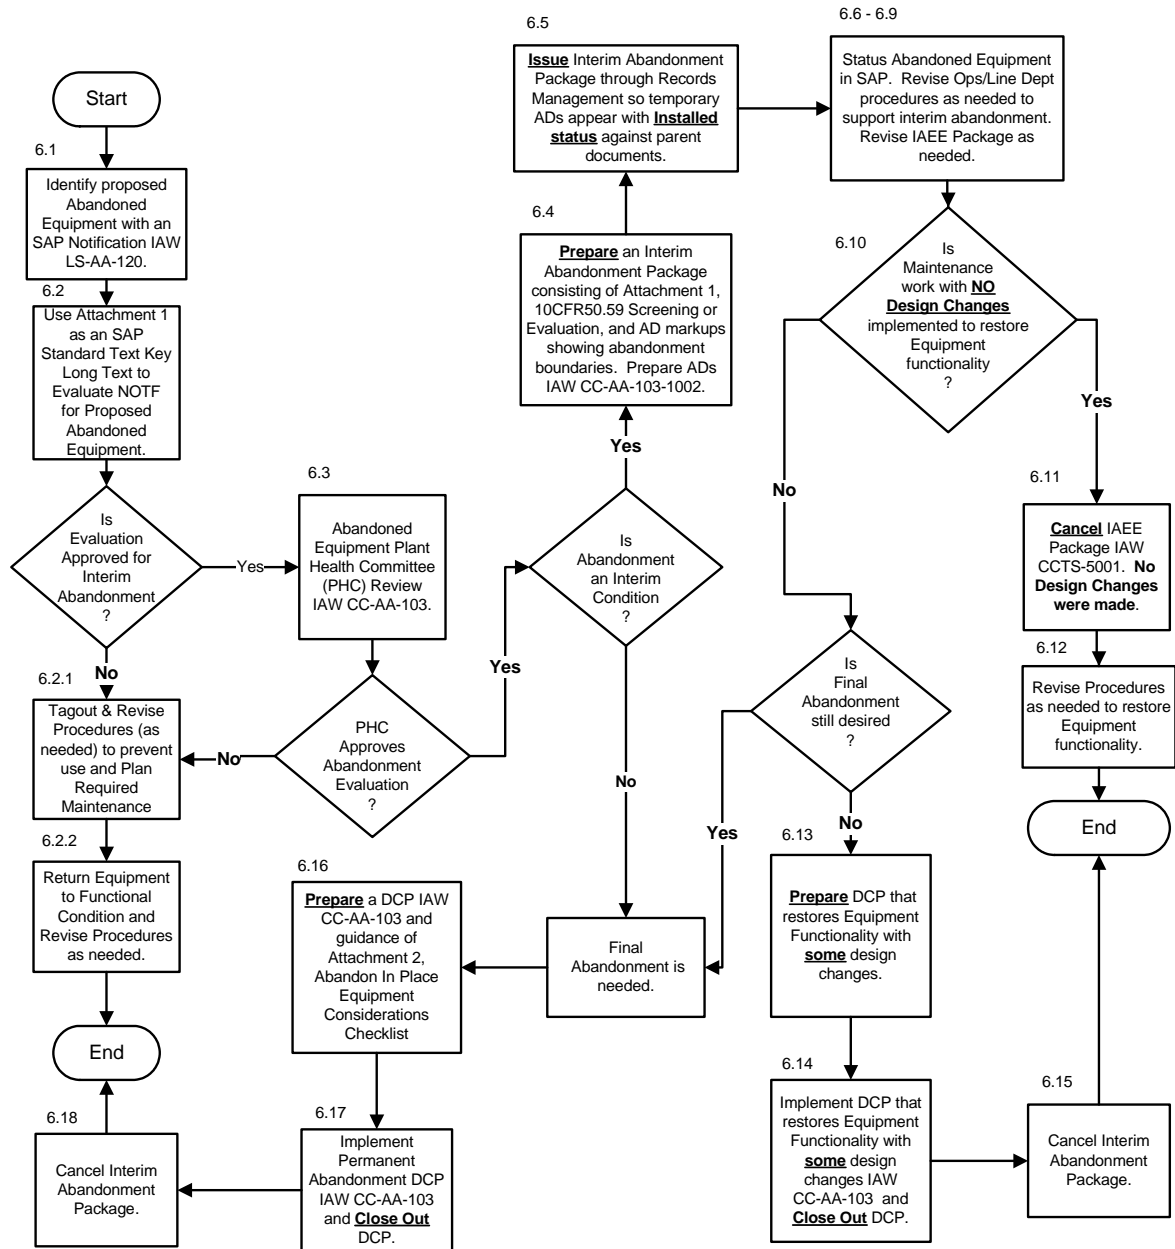 Start
6.1
Identify proposed
Abandoned
Equipment with an
SAP Notification IAW
LS-AA-120.
6.2
Use Attachment 1
as an SAP
Standard Text Key
Long Text to
Evaluate NOTF
for Proposed
Abandoned
Equipment.
Is
Evaluation
Approved for
Interim
Abandonment
?
Yes
No
6.2.1
Tagout & Revise
Procedures (as
needed) to prevent
use and Plan
Required
Maintenance
6.2.2
Return Equipment
to Functional
Condition and
Revise Procedures
as needed.
End
6.18
Cancel Interim
Abandonment
Package.
6.3
Abandoned
Equipment Plant
Health Committee
(PHC) Review
IAW CC-AA-103.
PHC
Approves
Abandonment
Evaluation
?
No
Yes
6.16
Prepare a DCP IAW
CC-AA-103 and
guidance of
Attachment 2,
Abandon In Place
Equipment
Considerations
Checklist
6.17
Implement
Permanent
Abandonment DCP
IAW CC-AA-103
and Close Out
DCP.
6.5
Issue Interim Abandonment
Package through Records
Management so temporary
ADs appear with Installed
status against parent
documents.
6.4
Prepare an Interim
Abandonment Package
consisting of Attachment 1,
10CFR50.59 Screening or
Evaluation, and AD markups
showing abandonment
boundaries.  Prepare ADs
IAW CC-AA-103-1002.
Yes
Is
Abandonment
an Interim
Condition
?
No
Final
Abandonment is
needed.
6.6 - 6.9
Status Abandoned Equipment
in SAP.  Revise Ops/Line Dept
procedures as needed to
support interim abandonment.
Revise IAEE Package as
needed.
6.10
Is
Maintenance
work with NO
Design Changes
implemented to restore
Equipment
functionality
?
No
Yes
Is
Final
Abandonment
still desired
?
Yes
No
6.13
Prepare DCP that
restores Equipment
Functionality with
some design
changes.
6.14
Implement DCP that
restores Equipment
Functionality with
some design
changes IAW
CC-AA-103  and
Close Out DCP.
6.11
Cancel IAEE
Package IAW
CCTS-5001.  No
Design Changes
were made.
6.12
Revise Procedures
as needed to restore
Equipment
functionality.
End
6.15
Cancel Interim
Abandonment
Package.